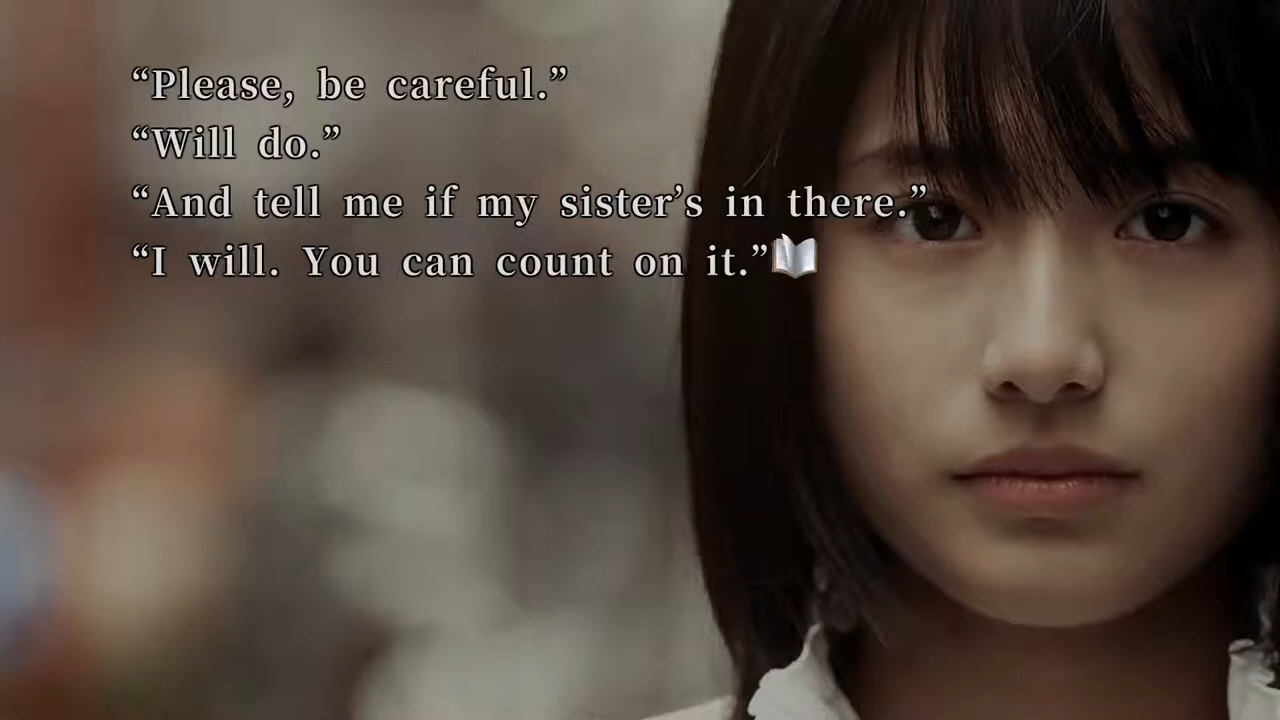 “Please, be careful.”
“Will do.”
“And tell me if my sister’s in there.”
“I will. You can count on it.”